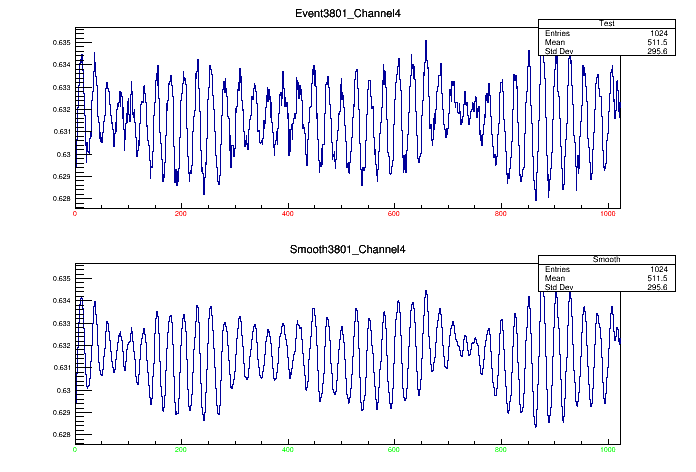 Event3801_Channel4
Test
Entries 1024
Mean 511.5
Std Dev 295.6
0.635
0.634
0.633
0.632
0.631
0.63
0.629
0.628
0 200 400 600 800 1000
Smooth3801_Channel4
Smooth
Entries 1024
Mean 511.5
Std Dev 295.6
0.635
0.634
0.633
0.632
0.631
0.63
0.629
0.628
0 200 400 600 800 1000